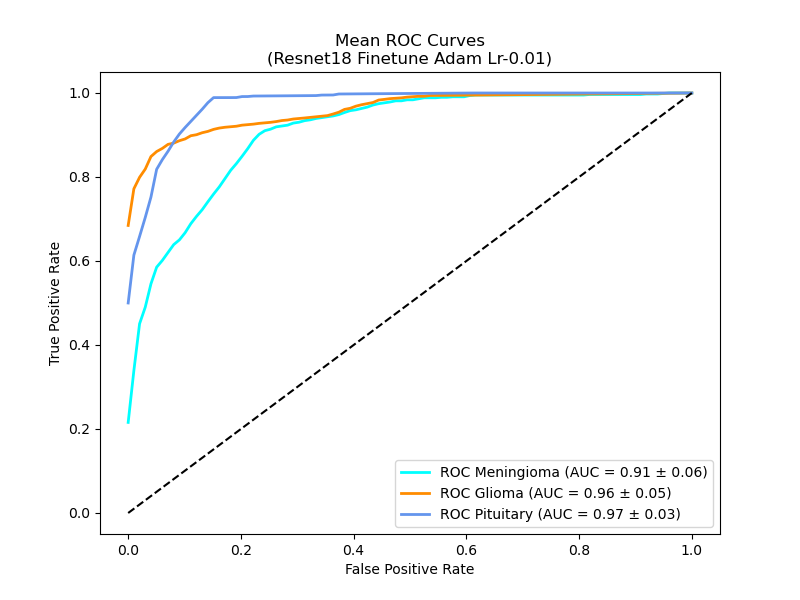 Mean ROC Curves
(Resnet18 Finetune Adam Lr-0.01)
True Positive Rate
1.0
0.8
0.6
0.4
0.2
0.0
ROC Meningioma (AUC = 0.91 ± 0.06)
ROC Glioma (AUC = 0.96 ± 0.05)
ROC Pituitary (AUC = 0.97 ± 0.03)
0.0 0.2 0.4 0.6 0.8 1.0
False Positive Rate